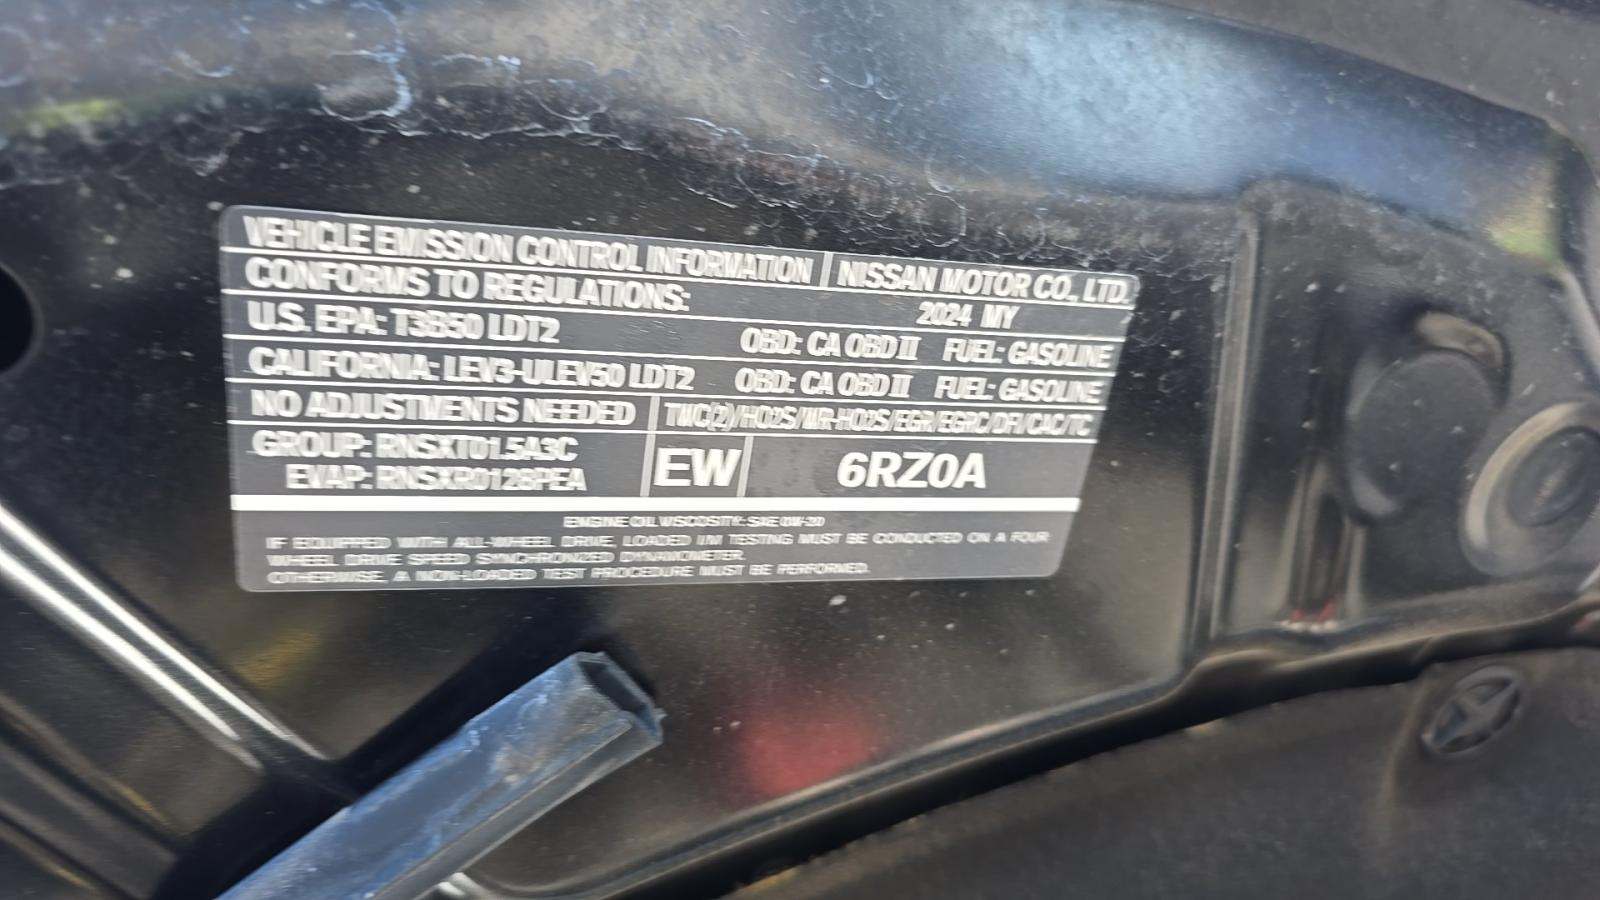 VEHICLE EMISSION CONTROL INFORMATION NISSAN MOTOR CO., LTD.
CONFORMS TO REGULATIONS: 2024 MY
U.S. EPA: T3B50 LDT2 OBD: CA OBD II FUEL: GASOLINE
CALIFORNIA: LEV3-ULEV50 LDT2 OBD: CA OBD II FUEL: GASOLINE
NO ADJUSTMENTS NEEDED TWC(2)/HO2S/WR-HO2S/EGR/EGRC/DFI/CAC/TC
GROUP: RNSXT01.5A3C
EVAP: RNSXR0126PEA
EW 6RZ0A
ENGINE OIL VISCOSITY: SAE 0W-20
IF EQUIPPED WITH ALL-WHEEL DRIVE, LOADED I/M TESTING MUST BE CONDUCTED ON A FOUR
WHEEL DRIVE SPEED SYNCHRONIZED DYNAMOMETER.
OTHERWISE, A NON-LOADED TEST PROCEDURE MUST BE PERFORMED.